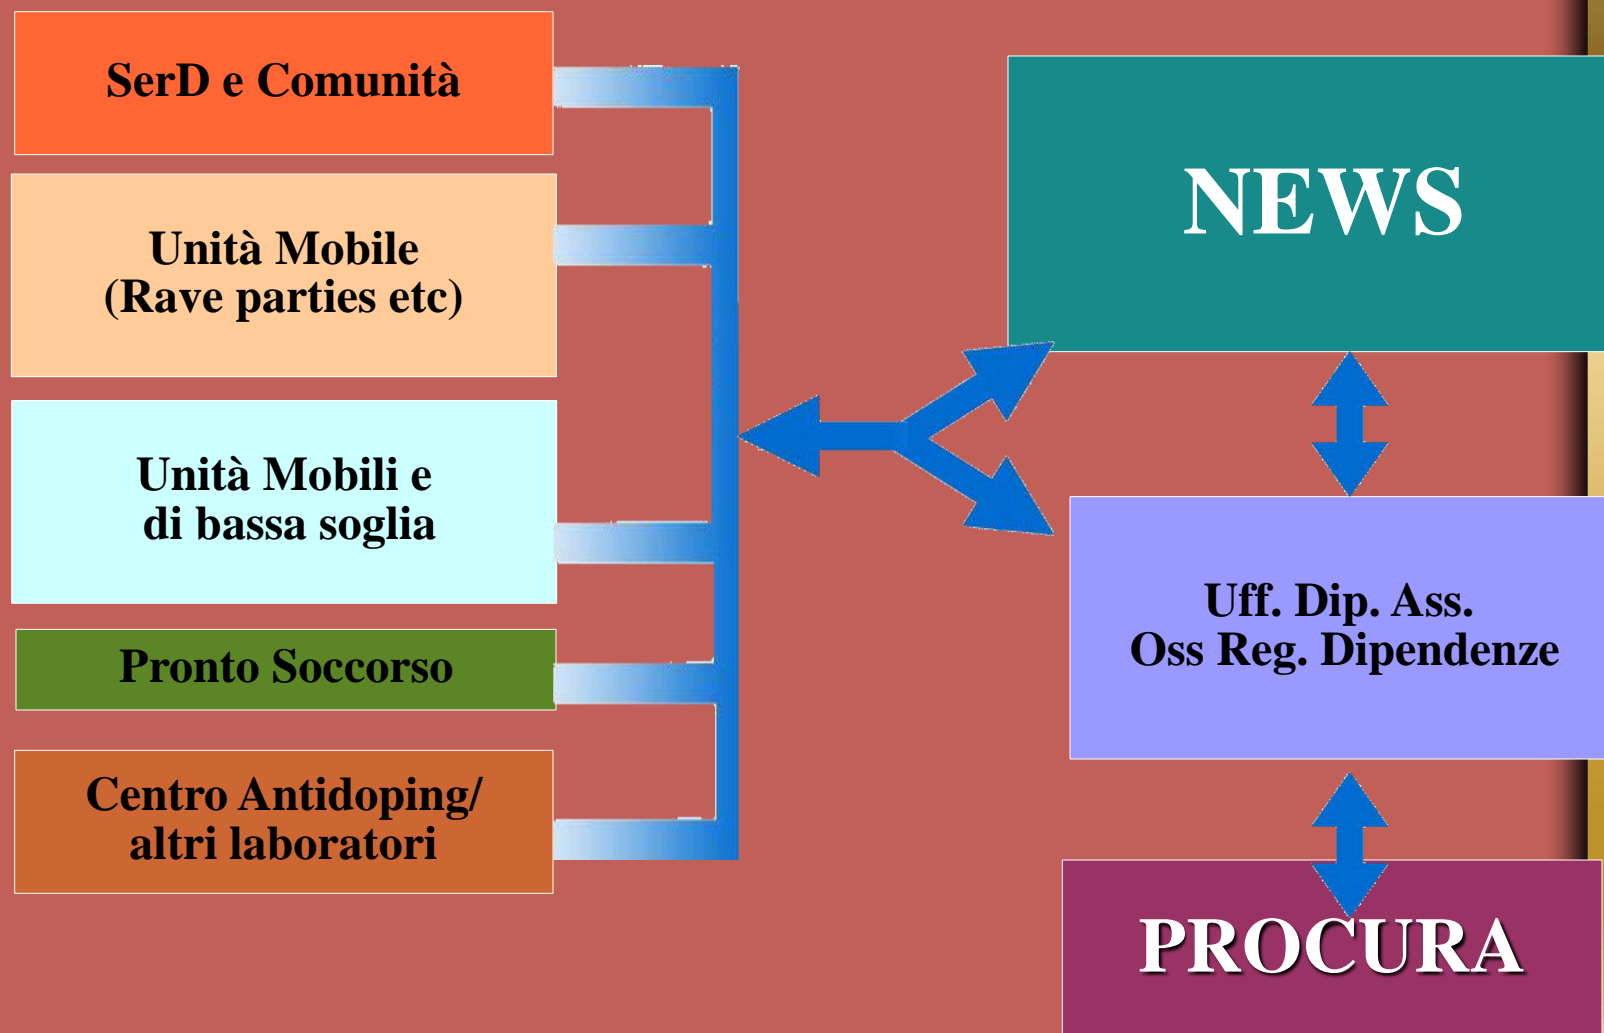 SerD e Comunità
Unità Mobile
(Rave parties etc)
Unità Mobili e
di bassa soglia
Pronto Soccorso
Centro Antidoping/
altri laboratori
NEWS
Uff. Dip. Ass.
Oss Reg. Dipendenze
PROCURA